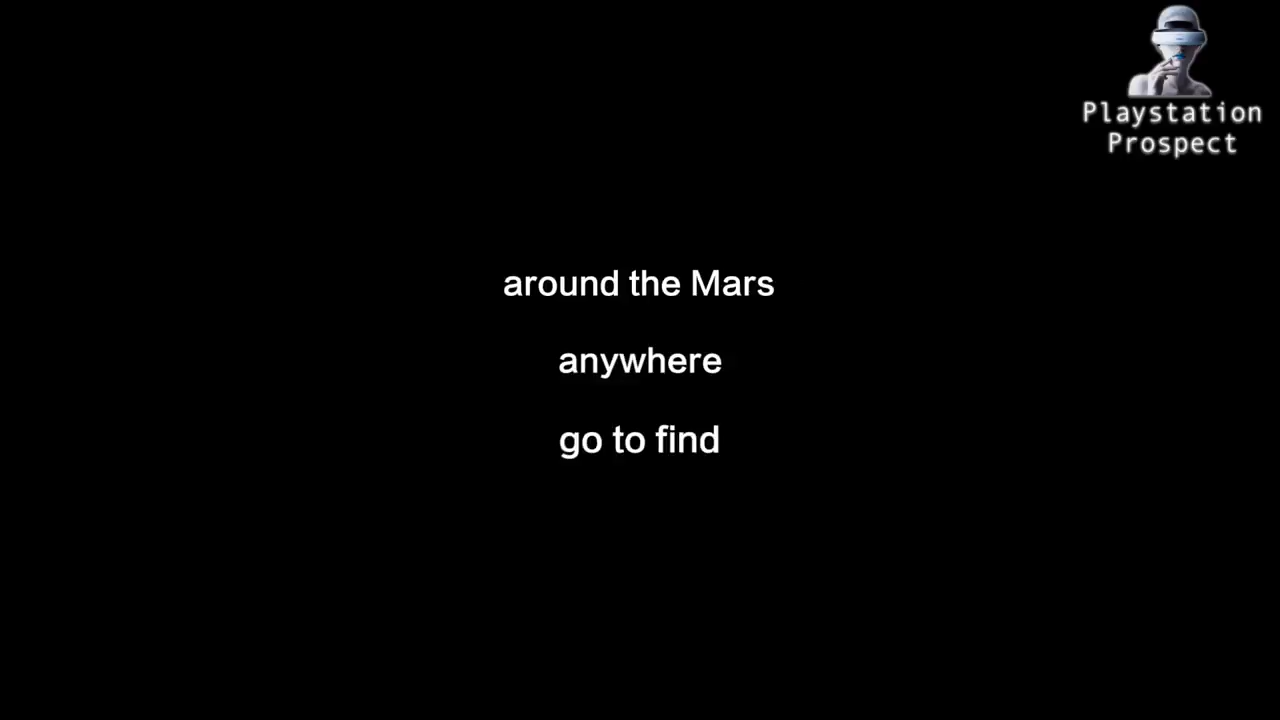 Playstation
Prospect
around the Mars
anywhere
go to find